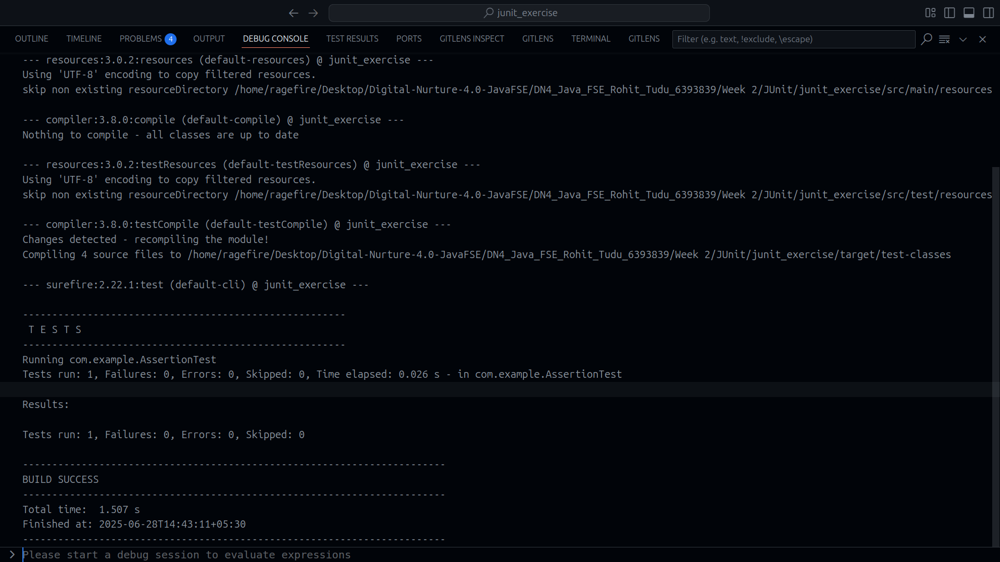 junit_exercise
OUTLINE TIMELINE PROBLEMS 4 OUTPUT DEBUG CONSOLE TEST RESULTS PORTS GITLENS INSPECT GITLENS TERMINAL GITLENS Filter (e.g. text, !exclude, \escape)
--- resources:3.0.2:resources (default-resources) @ junit_exercise ---
Using 'UTF-8' encoding to copy filtered resources.
skip non existing resourceDirectory /home/ragefire/Desktop/Digital-Nurture-4.0-JavaFSE/DN4_Java_FSE_Rohit_Tudu_6393839/Week 2/JUnit/junit_exercise/src/main/resources

--- compiler:3.8.0:compile (default-compile) @ junit_exercise ---
Nothing to compile - all classes are up to date

--- resources:3.0.2:testResources (default-testResources) @ junit_exercise ---
Using 'UTF-8' encoding to copy filtered resources.
skip non existing resourceDirectory /home/ragefire/Desktop/Digital-Nurture-4.0-JavaFSE/DN4_Java_FSE_Rohit_Tudu_6393839/Week 2/JUnit/junit_exercise/src/test/resources

--- compiler:3.8.0:testCompile (default-testCompile) @ junit_exercise ---
Changes detected - recompiling the module!
Compiling 4 source files to /home/ragefire/Desktop/Digital-Nurture-4.0-JavaFSE/DN4_Java_FSE_Rohit_Tudu_6393839/Week 2/JUnit/junit_exercise/target/test-classes

--- surefire:2.22.1:test (default-cli) @ junit_exercise ---

-------------------------------------------------------
 T E S T S
-------------------------------------------------------
Running com.example.AssertionTest
Tests run: 1, Failures: 0, Errors: 0, Skipped: 0, Time elapsed: 0.026 s - in com.example.AssertionTest

Results:

Tests run: 1, Failures: 0, Errors: 0, Skipped: 0

------------------------------------------------------------------------
BUILD SUCCESS
------------------------------------------------------------------------
Total time:  1.507 s
Finished at: 2025-06-28T14:43:11+05:30
------------------------------------------------------------------------
Please start a debug session to evaluate expressions